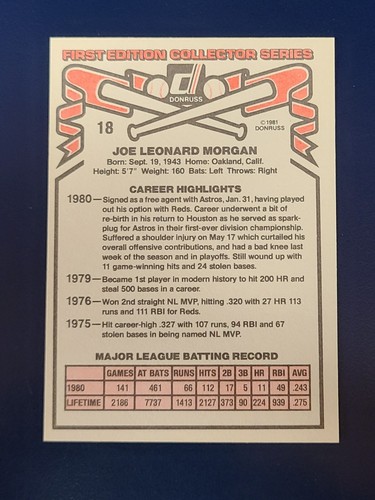 FIRST EDITION COLLECTOR SERIES
DONRUSS
18
© 1981
DONRUSS
JOE LEONARD MORGAN
Born: Sept. 19, 1943 Home: Oakland, Calif.
Height: 5'7" Weight: 160 Bats: Left Throws: Right
CAREER HIGHLIGHTS
1980—Signed as a free agent with Astros, Jan. 31, having played
out his option with Reds. Career underwent a bit of
re-birth in his return to Houston as he served as spark-
plug for Astros in their first-ever division championship.
Suffered a shoulder injury on May 17 which curtailed his
overall offensive contributions, and had a bad knee last
week of the season and in playoffs. Still wound up with
11 game-winning hits and 24 stolen bases.
1979—Became 1st player in modern history to hit 200 HR and
steal 500 bases in a career.
1976—Won 2nd straight NL MVP, hitting .320 with 27 HR 113
runs and 111 RBI for Reds.
1975—Hit career-high .327 with 107 runs, 94 RBI and 67
stolen bases in being named NL MVP.
MAJOR LEAGUE BATTING RECORD
GAMES AT BATS RUNS HITS 2B 3B HR RBI AVG
1980 141 461 66 112 17 5 11 49 .243
LIFETIME 2186 7737 1413 2127 373 90 224 939 .275